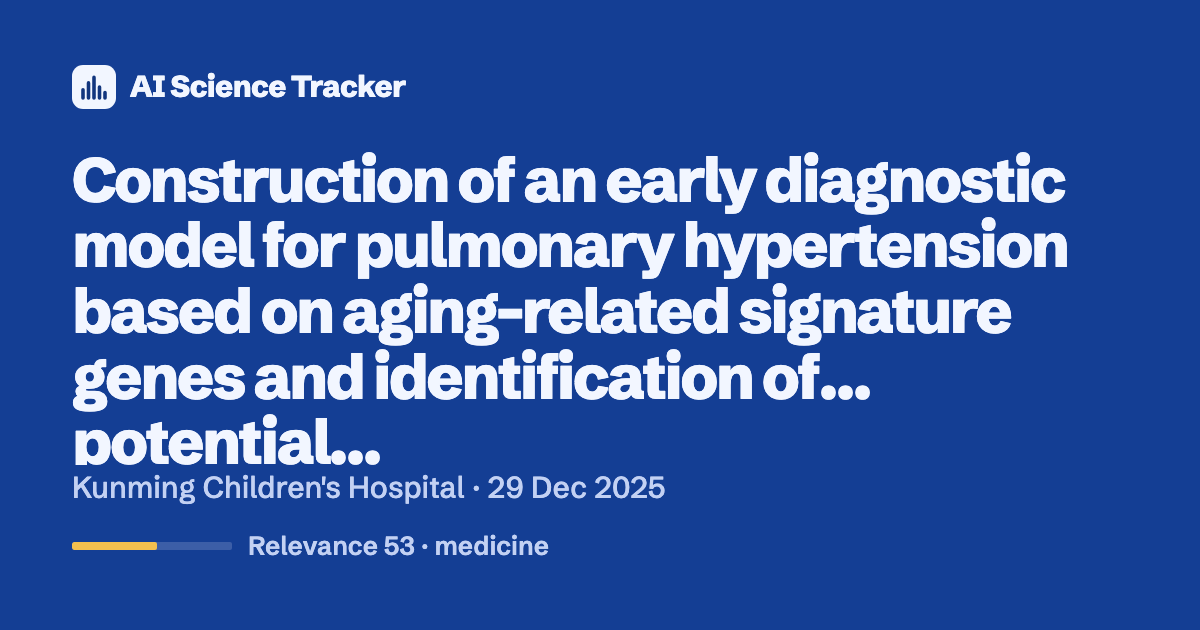 AI Science Tracker
Construction of an early diagnostic
model for pulmonary hypertension
based on aging-related signature
genes and identification of...
potential...
Kunming Children's Hospital · 29 Dec 2025
Relevance 53 · medicine